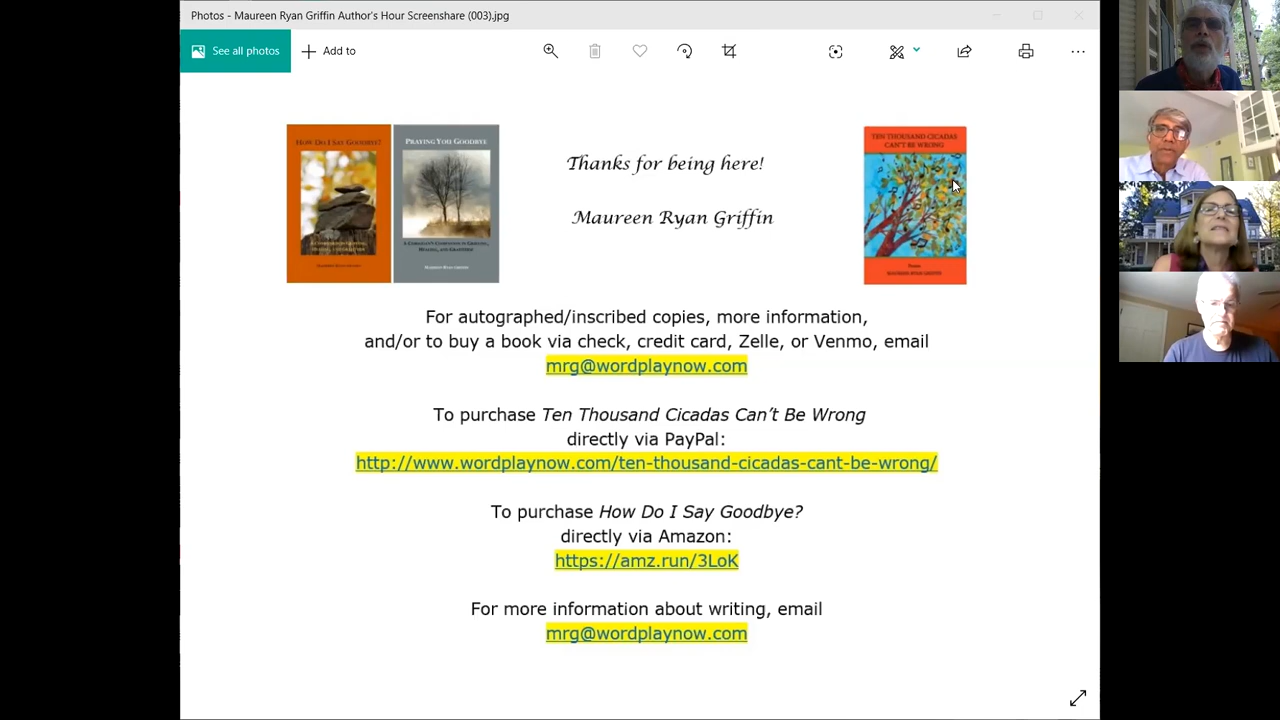 Photos - Maureen Ryan Griffin Author's Hour Screenshare (003).jpg
See all photos
Add to
HOW DO I SAY GOODBYE?
PRAYING YOU GOODBYE
TEN THOUSAND CICADAS
CAN'T BE WRONG
Thanks for being here!
Maureen Ryan Griffin
For autographed/inscribed copies, more information,
and/or to buy a book via check, credit card, Zelle, or Venmo, email
mrg@wordplaynow.com
To purchase Ten Thousand Cicadas Can't Be Wrong
directly via PayPal:
http://www.wordplaynow.com/ten-thousand-cicadas-cant-be-wrong/
To purchase How Do I Say Goodbye?
directly via Amazon:
https://amz.run/3LoK
For more information about writing, email
mrg@wordplaynow.com